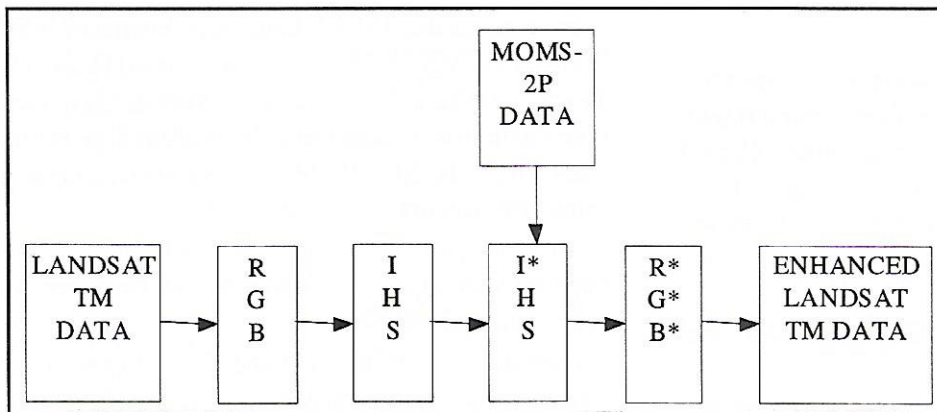 MOMS-
2P
DATA
LANDSAT
TM
DATA
R
G
B
I
H
S
I*
H
S
R*
G*
B*
ENHANCED
LANDSAT
TM DATA